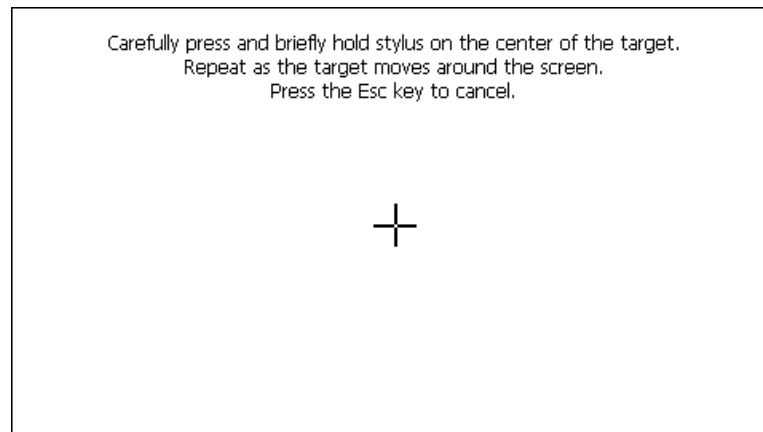 Carefully press and briefly hold stylus on the center of the target.
Repeat as the target moves around the screen.
Press the Esc key to cancel.